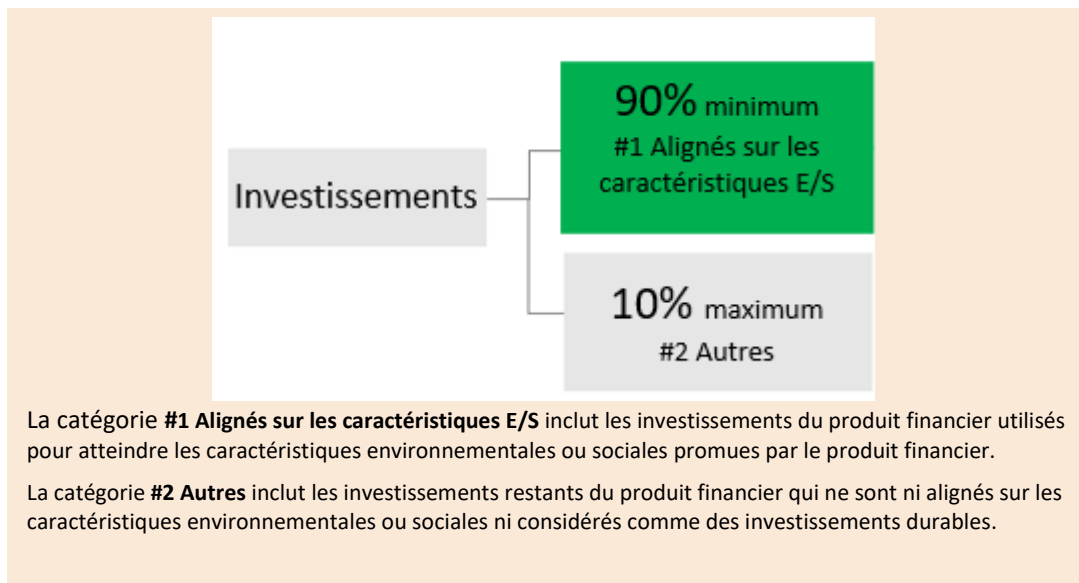 90% minimum
#1 Alignés sur les
caractéristiques E/S
Investissements
10% maximum
#2 Autres
La catégorie #1 Alignés sur les caractéristiques E/S inclut les investissements du produit financier utilisés
pour atteindre les caractéristiques environnementales ou sociales promues par le produit financier.
La catégorie #2 Autres inclut les investissements restants du produit financier qui ne sont ni alignés sur les
caractéristiques environnementales ou sociales ni considérés comme des investissements durables.